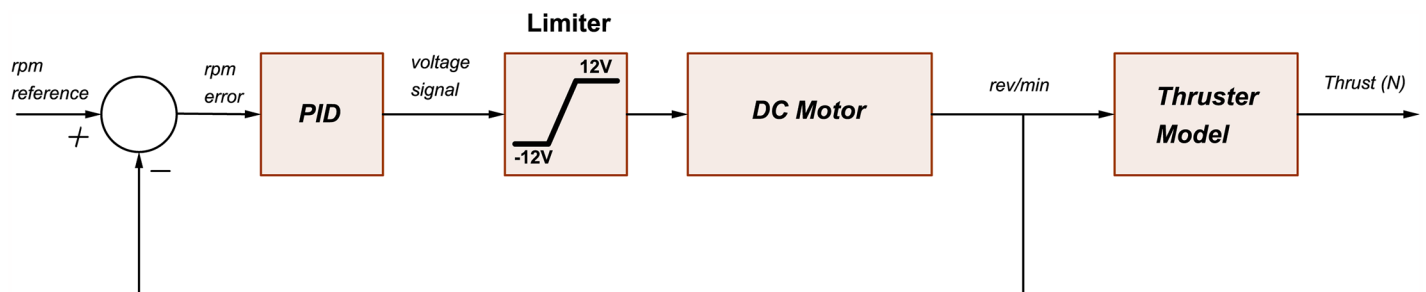 Limiter
rpm
reference
+
−
rpm
error
PID
voltage
signal
12V
-12V
DC Motor
rev/min
Thruster
Model
Thrust (N)